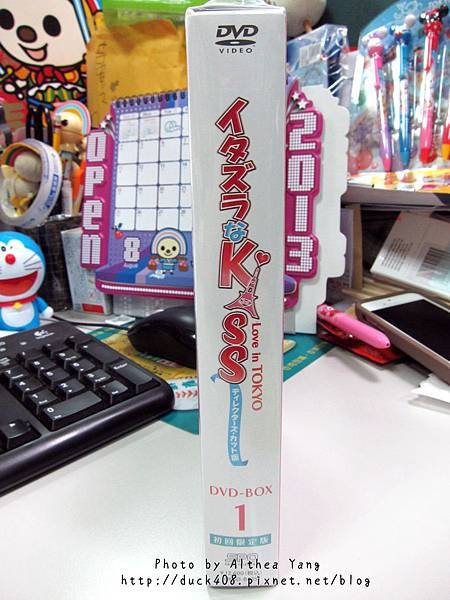 DVD
VIDEO
イタズラなKiSS
Love in TOKYO
ディレクターズ・カット版
DVD-BOX
1
初回限定版
OPEN
8
August
2013
Photo by Althea Yang
http://duck408.pixnet.net/blog